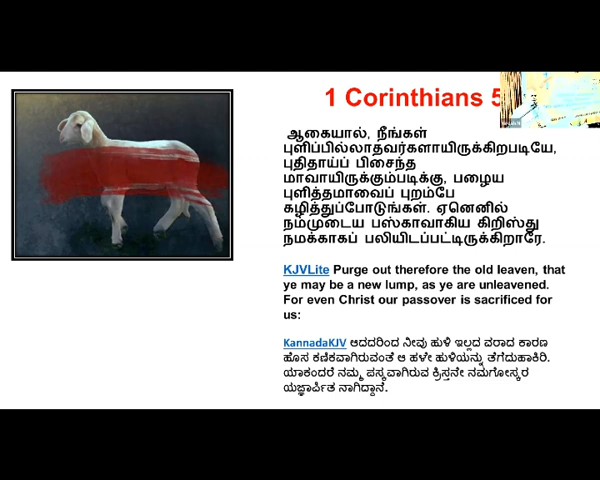 1 Corinthians 5
ஆகையால், நீங்கள்
புளிப்பில்லாதவர்களாயிருக்கிறபடியே,
புதிதாய்ப் பிசைந்த
மாவாயிருக்கும்படிக்கு, பழைய
புளித்தமாவைப் புறம்பே
கழித்துப்போடுங்கள். ஏனெனில்
நம்முடைய பஸ்காவாகிய கிறிஸ்து
நமக்காகப் பலியிடப்பட்டிருக்கிறாரே.
KJVLite Purge out therefore the old leaven, that
ye may be a new lump, as ye are unleavened.
For even Christ our passover is sacrificed for
us:
KannadaKJV ಆದದರಿಂದ ನೀವು ಹುಳಿ ಇಲ್ಲದ ವರಾದ ಕಾರಣ
ಹೊಸ ಕಣಿಕವಾಗಿರುವಂತೆ ಆ ಹಳೇ ಹುಳಿಯನ್ನು ತೆಗೆದುಹಾಕಿರಿ.
ಯಾಕಂದರೆ ನಮ್ಮ ಪಸ್ಕವಾಗಿರುವ ಕ್ರಿಸ್ತನೇ ನಮಗೋಸ್ಕರ
ಯಜ್ಞಾರ್ಪಿತ ನಾಗಿದ್ದಾನೆ.